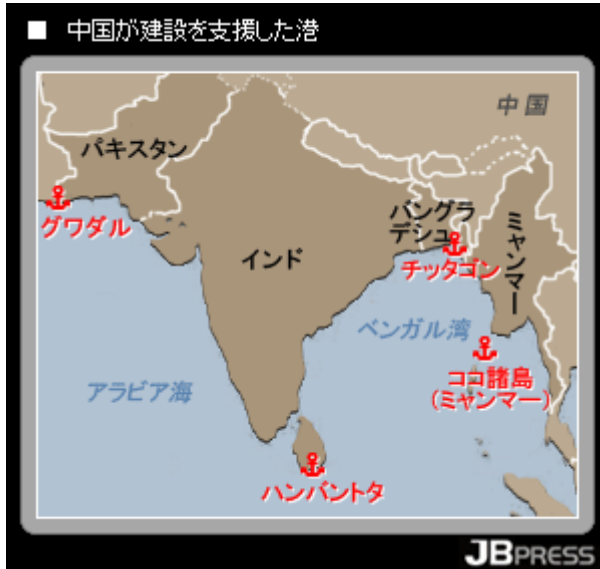 ■ 中国が建設を支援した港
中国
パキスタン
グワダル
インド
バングラ
デシュ
チッタゴン
ミャンマー
ベンガル湾
アラビア海
ココ諸島
(ミャンマー)
ハンバントタ
JBPRESS